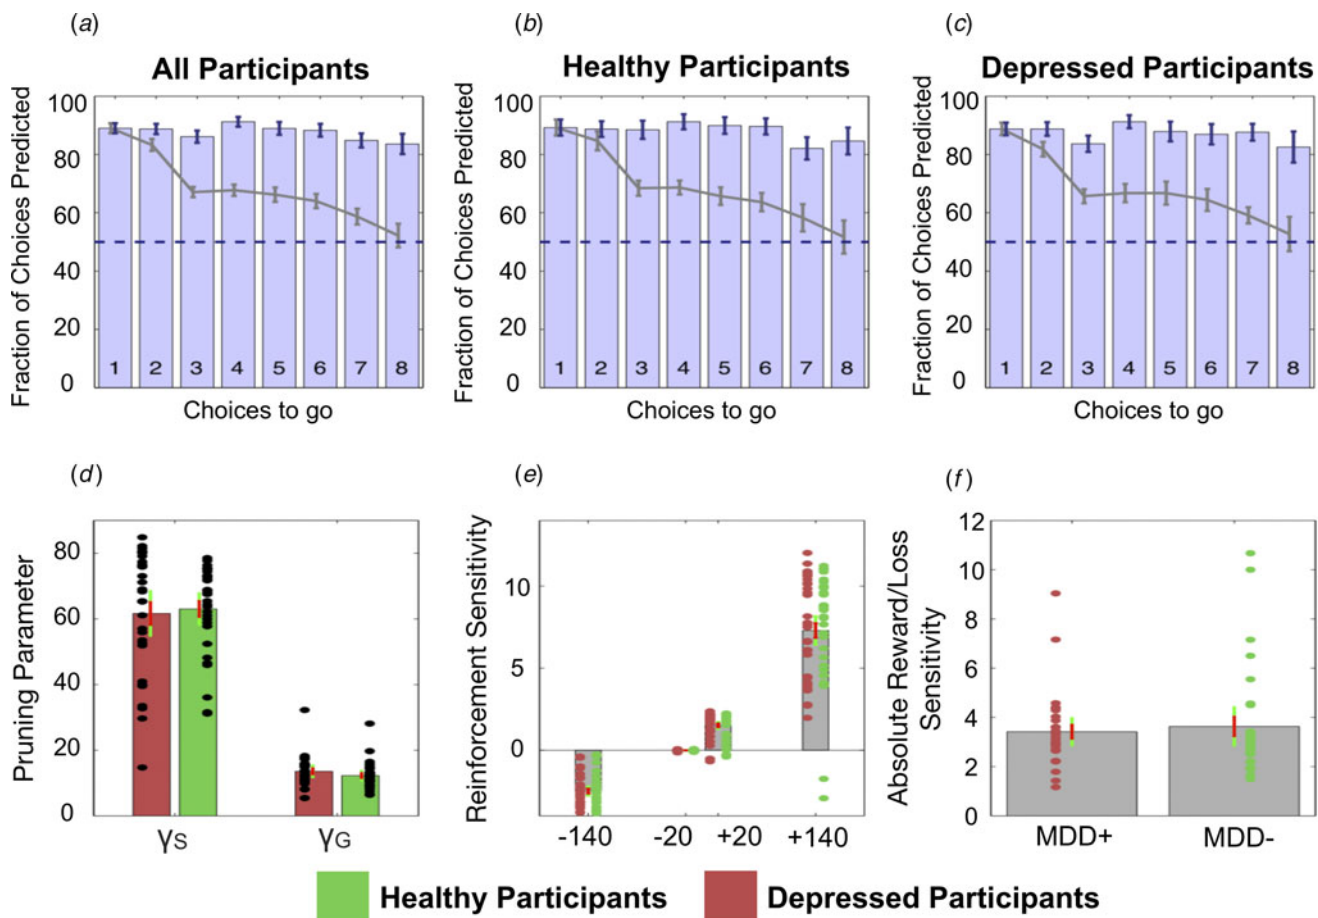 (a)
(b)
(c)
All Participants
Healthy Participants
Depressed Participants
Fraction of Choices Predicted
100
80
60
40
20
0
1 2 3 4 5 6 7 8
Choices to go
Fraction of Choices Predicted
100
80
60
40
20
0
1 2 3 4 5 6 7 8
Choices to go
Fraction of Choices Predicted
100
80
60
40
20
0
1 2 3 4 5 6 7 8
Choices to go
(d)
(e)
(f)
Pruning Parameter
80
60
40
20
0
γS γG
Reinforcement Sensitivity
10
5
0
-140 -20 +20 +140
Absolute Reward/Loss
Sensitivity
12
10
8
6
4
2
0
MDD+ MDD-
Healthy Participants
Depressed Participants